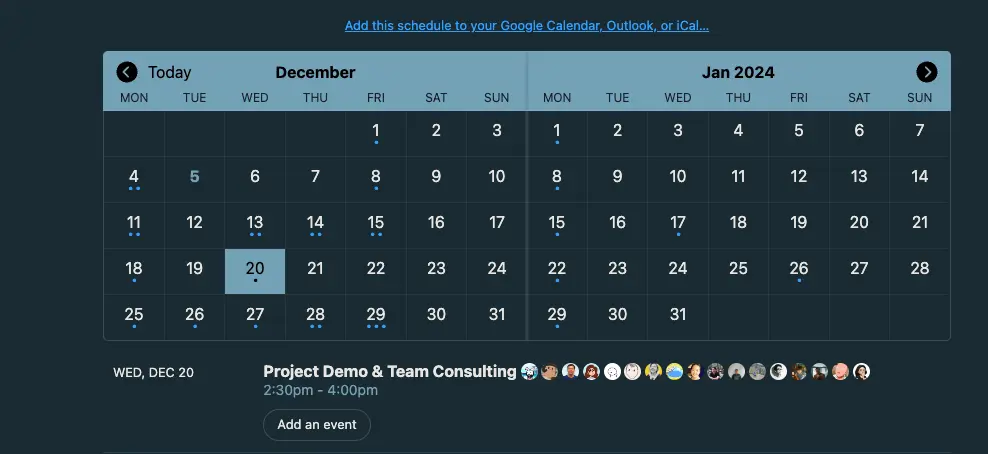 Add this schedule to your Google Calendar, Outlook, or iCal...
Today December Jan 2024
MON TUE WED THU FRI SAT SUN MON TUE WED THU FRI SAT SUN
1 2 3 1 2 3 4 5 6 7
4 5 6 7 8 9 10 8 9 10 11 12 13 14
11 12 13 14 15 16 17 15 16 17 18 19 20 21
18 19 20 21 22 23 24 22 23 24 25 26 27 28
25 26 27 28 29 30 31 29 30 31
WED, DEC 20 Project Demo & Team Consulting
2:30pm - 4:00pm
Add an event